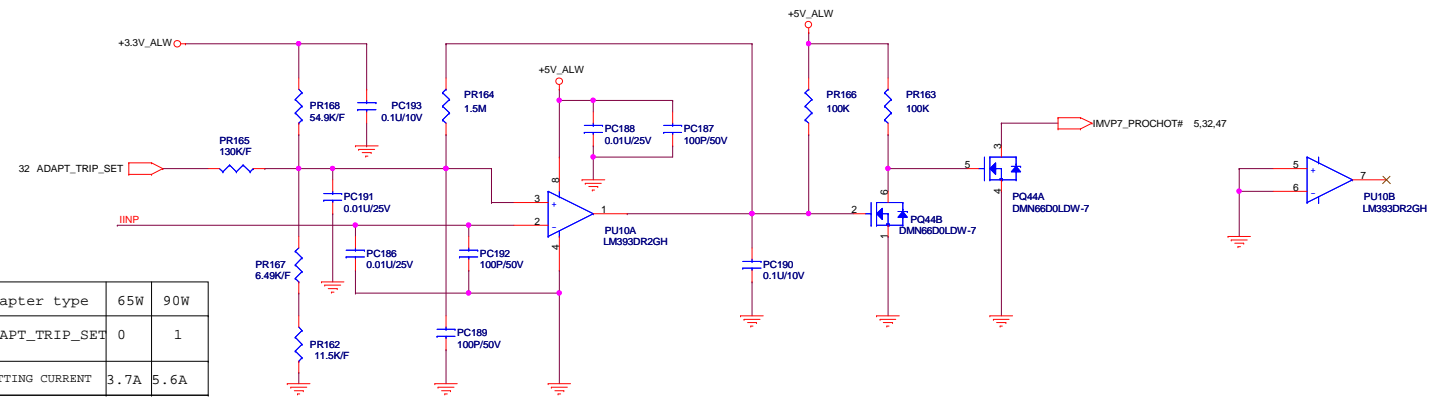 +5V_ALW
+3.3V_ALW
+5V_ALW
PR168
54.9K/F
PC193
0.1U/10V
PR164
1.5M
PR166
100K
PR163
100K
PC188
0.01U/25V
PC187
100P/50V
IMVP7_PROCHOT# 5,32,47
PR165
130K/F
32 ADAPT_TRIP_SET
3
5
4
PQ44A
DMN66D0LDW-7
5
6
+
-
7
PU10B
LM393DR2GH
PC191
0.01U/25V
8
3
2
+
-
1
4
PU10A
LM393DR2GH
IINP
2
6
1
PQ44B
DMN66D0LDW-7
PC186
0.01U/25V
PC192
100P/50V
PR167
6.49K/F
PC190
0.1U/10V
PC189
100P/50V
PR162
11.5K/F
apter type 65W 90W
APT_TRIP_SET 0 1
TTING CURRENT 3.7A 5.6A